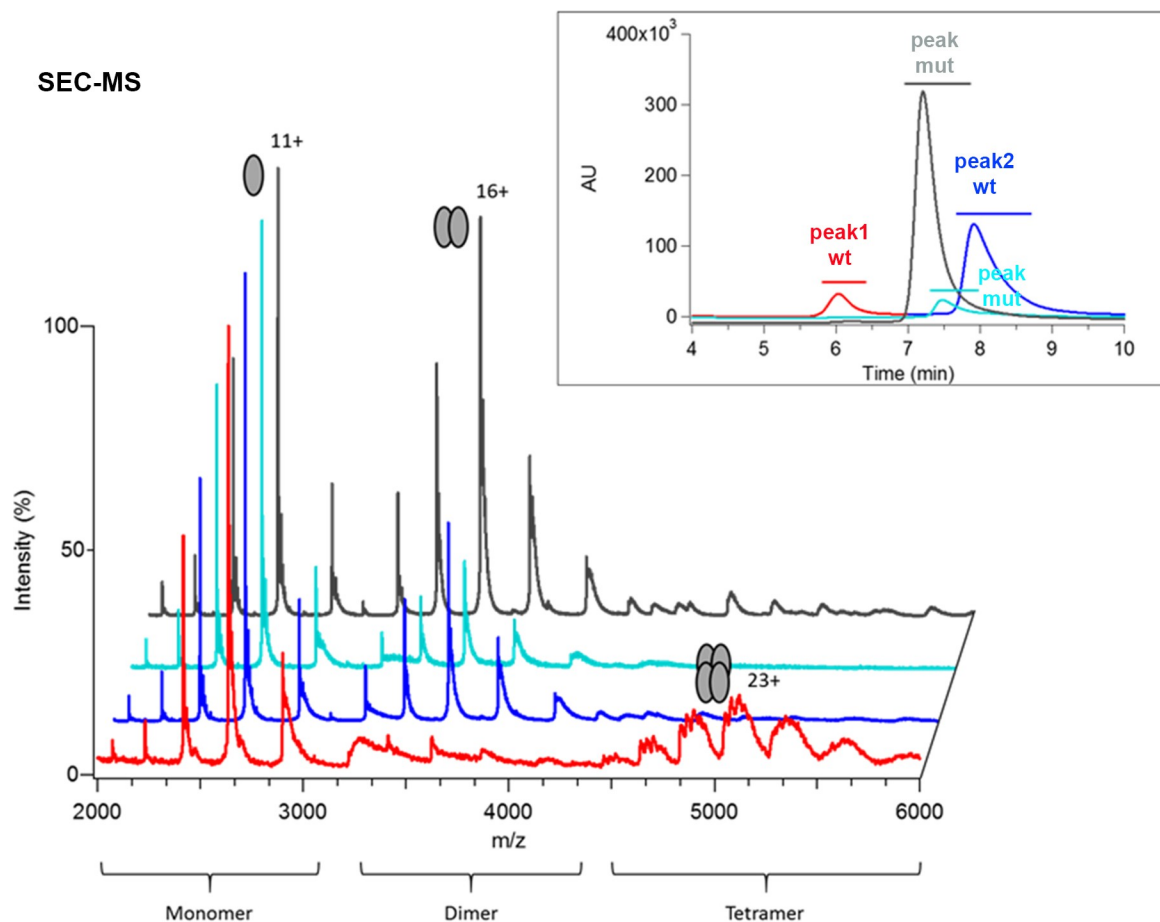 SEC-MS
400x10³
300
200
100
0
AU
4 5 6 7 8 9 10
Time (min)
peak
mut
peak2
wt
peak1
wt
peak
mut
11+
16+
23+
100
50
0
Intensity (%)
2000 3000 4000 5000 6000
m/z
Monomer Dimer Tetramer